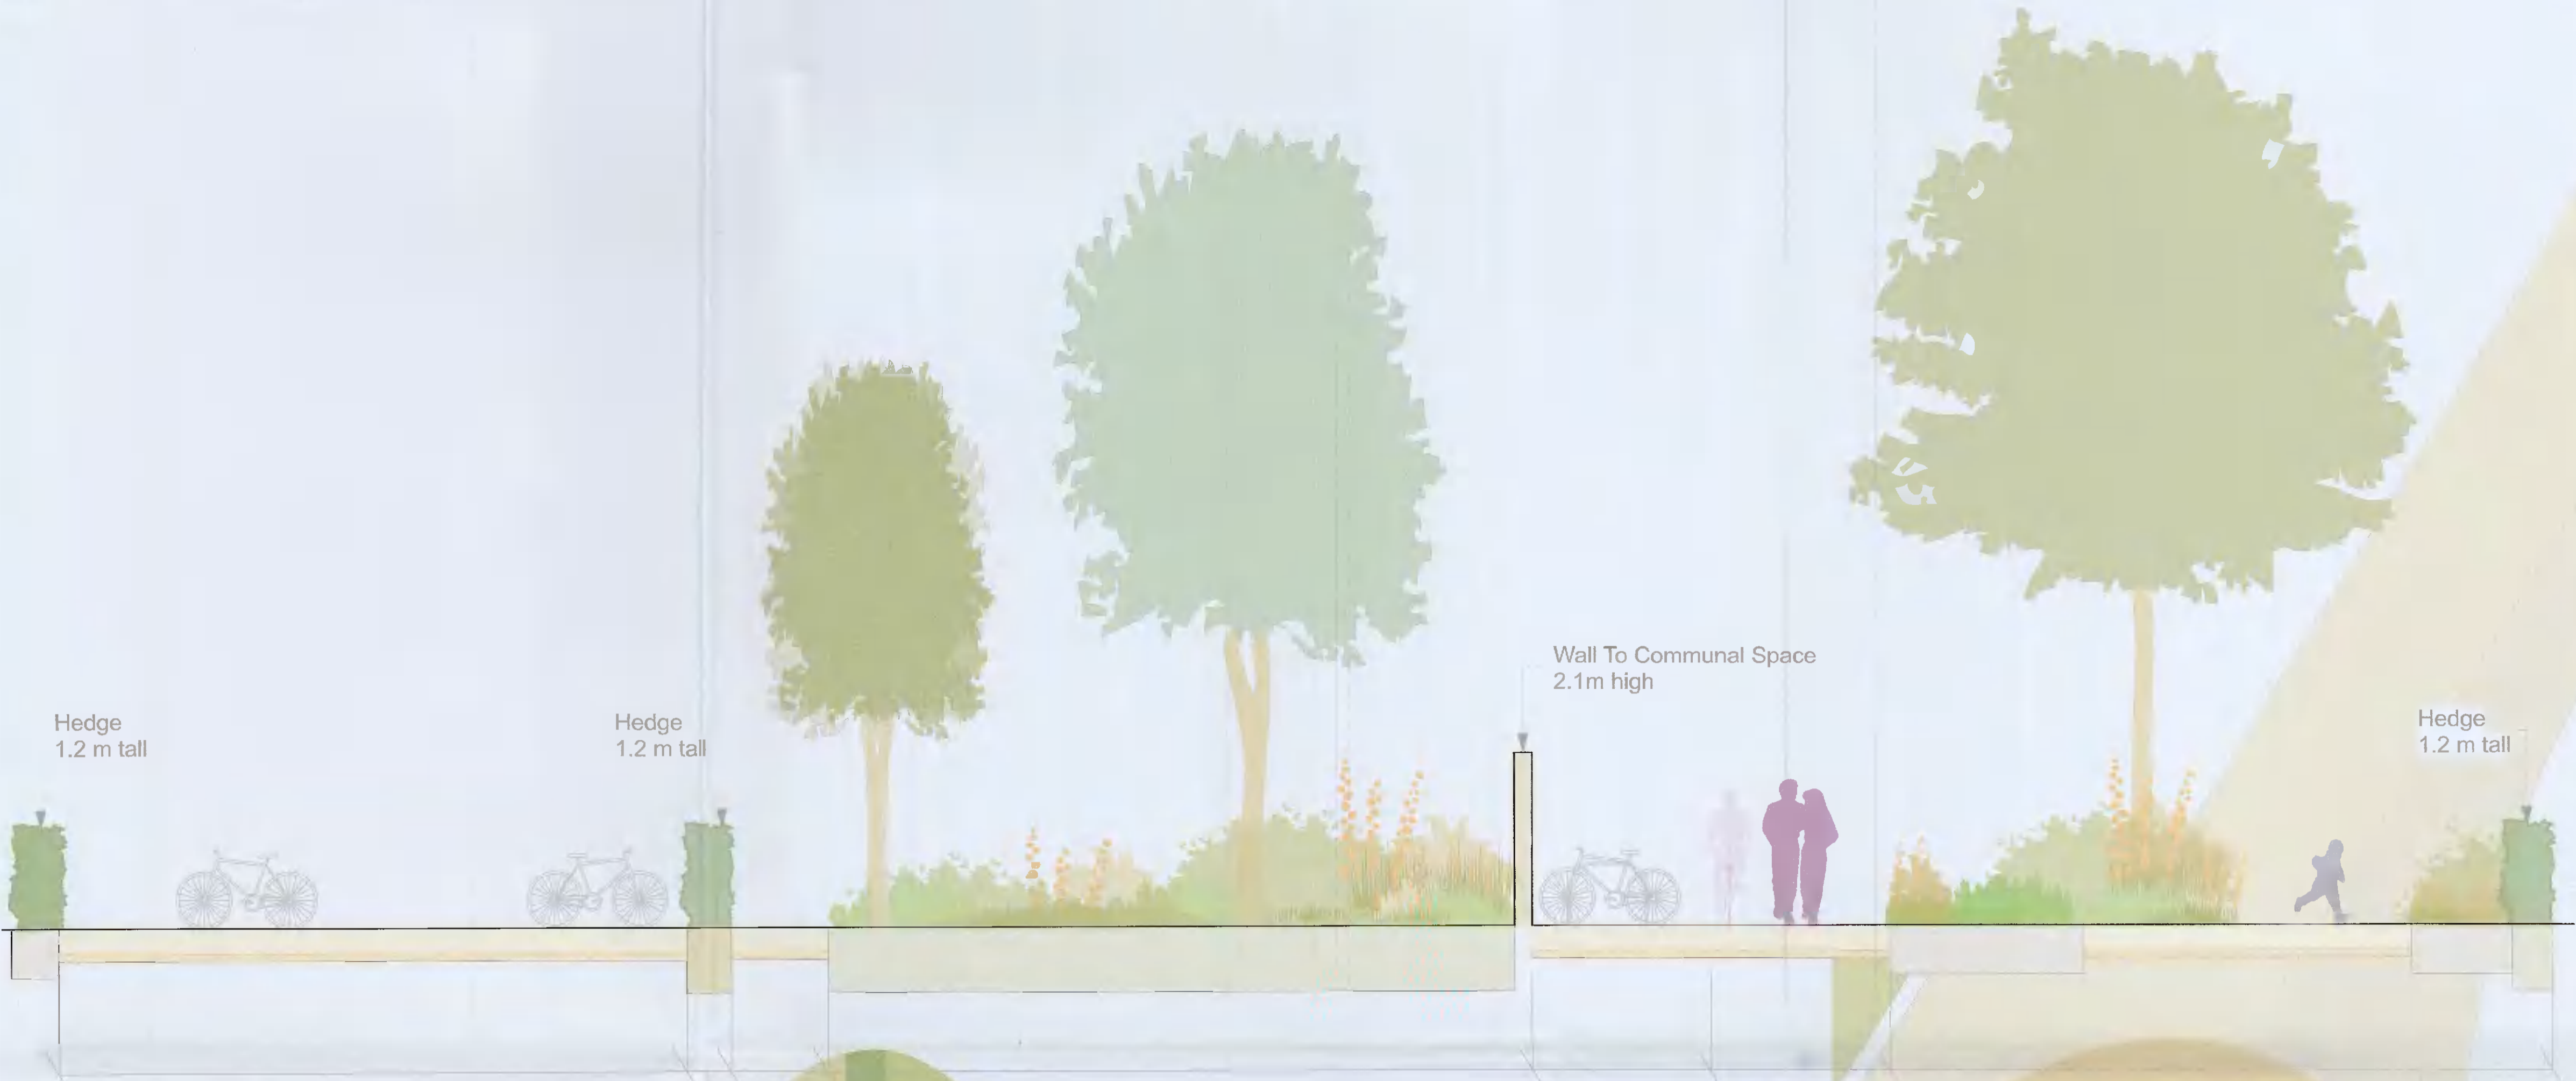 Wall To Communal Space
2.1m high
Hedge
1.2 m tall
Hedge
1.2 m tall
Hedge
1.2 m tall